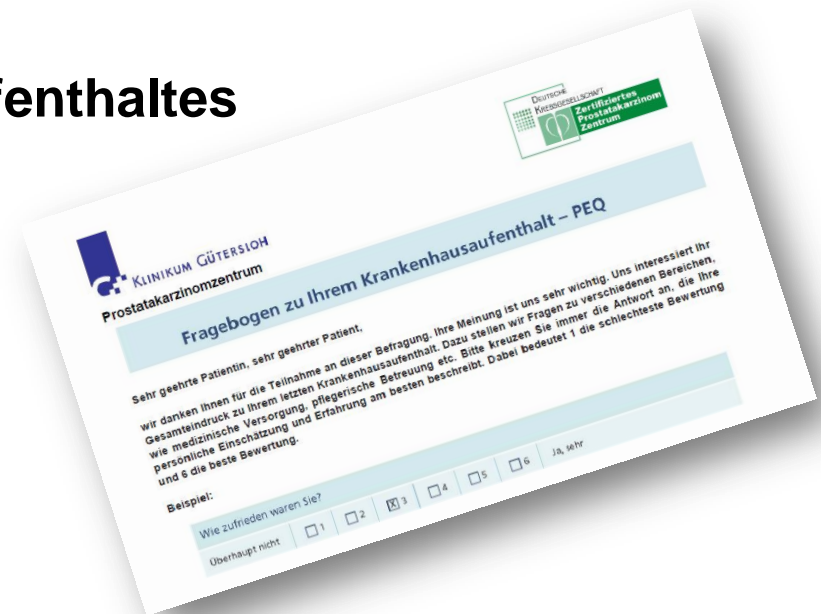 fenthaltes
DEUTSCHE
KREBSGESELLSCHAFT
Zertifiziertes
Prostatakarzinom
Zentrum
KLINIKUM GÜTERSLOH
Prostatakarzinomzentrum
Fragebogen zu Ihrem Krankenhausaufenthalt – PEQ
Sehr geehrte Patientin, sehr geehrter Patient,
wir danken Ihnen für die Teilnahme an dieser Befragung. Ihre Meinung ist uns sehr wichtig. Uns interessiert Ihr
Gesamteindruck zu Ihrem letzten Krankenhausaufenthalt. Dazu stellen wir Fragen zu verschiedenen Bereichen,
wie medizinische Versorgung, pflegerische Betreuung etc. Bitte kreuzen Sie immer die Antwort an, die Ihre
persönliche Einschätzung und Erfahrung am besten beschreibt. Dabei bedeutet 1 die schlechteste Bewertung
und 6 die beste Bewertung.
Beispiel:
Wie zufrieden waren Sie?
Überhaupt nicht 1 2 X 3 4 5 6 Ja, sehr